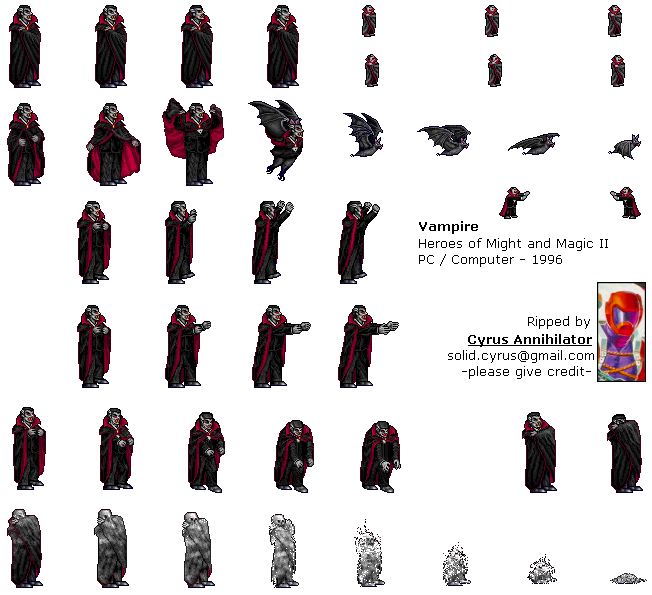 Vampire
Heroes of Might and Magic II
PC / Computer - 1996
Ripped by
Cyrus Annihilator
solid.cyrus@gmail.com
-please give credit-